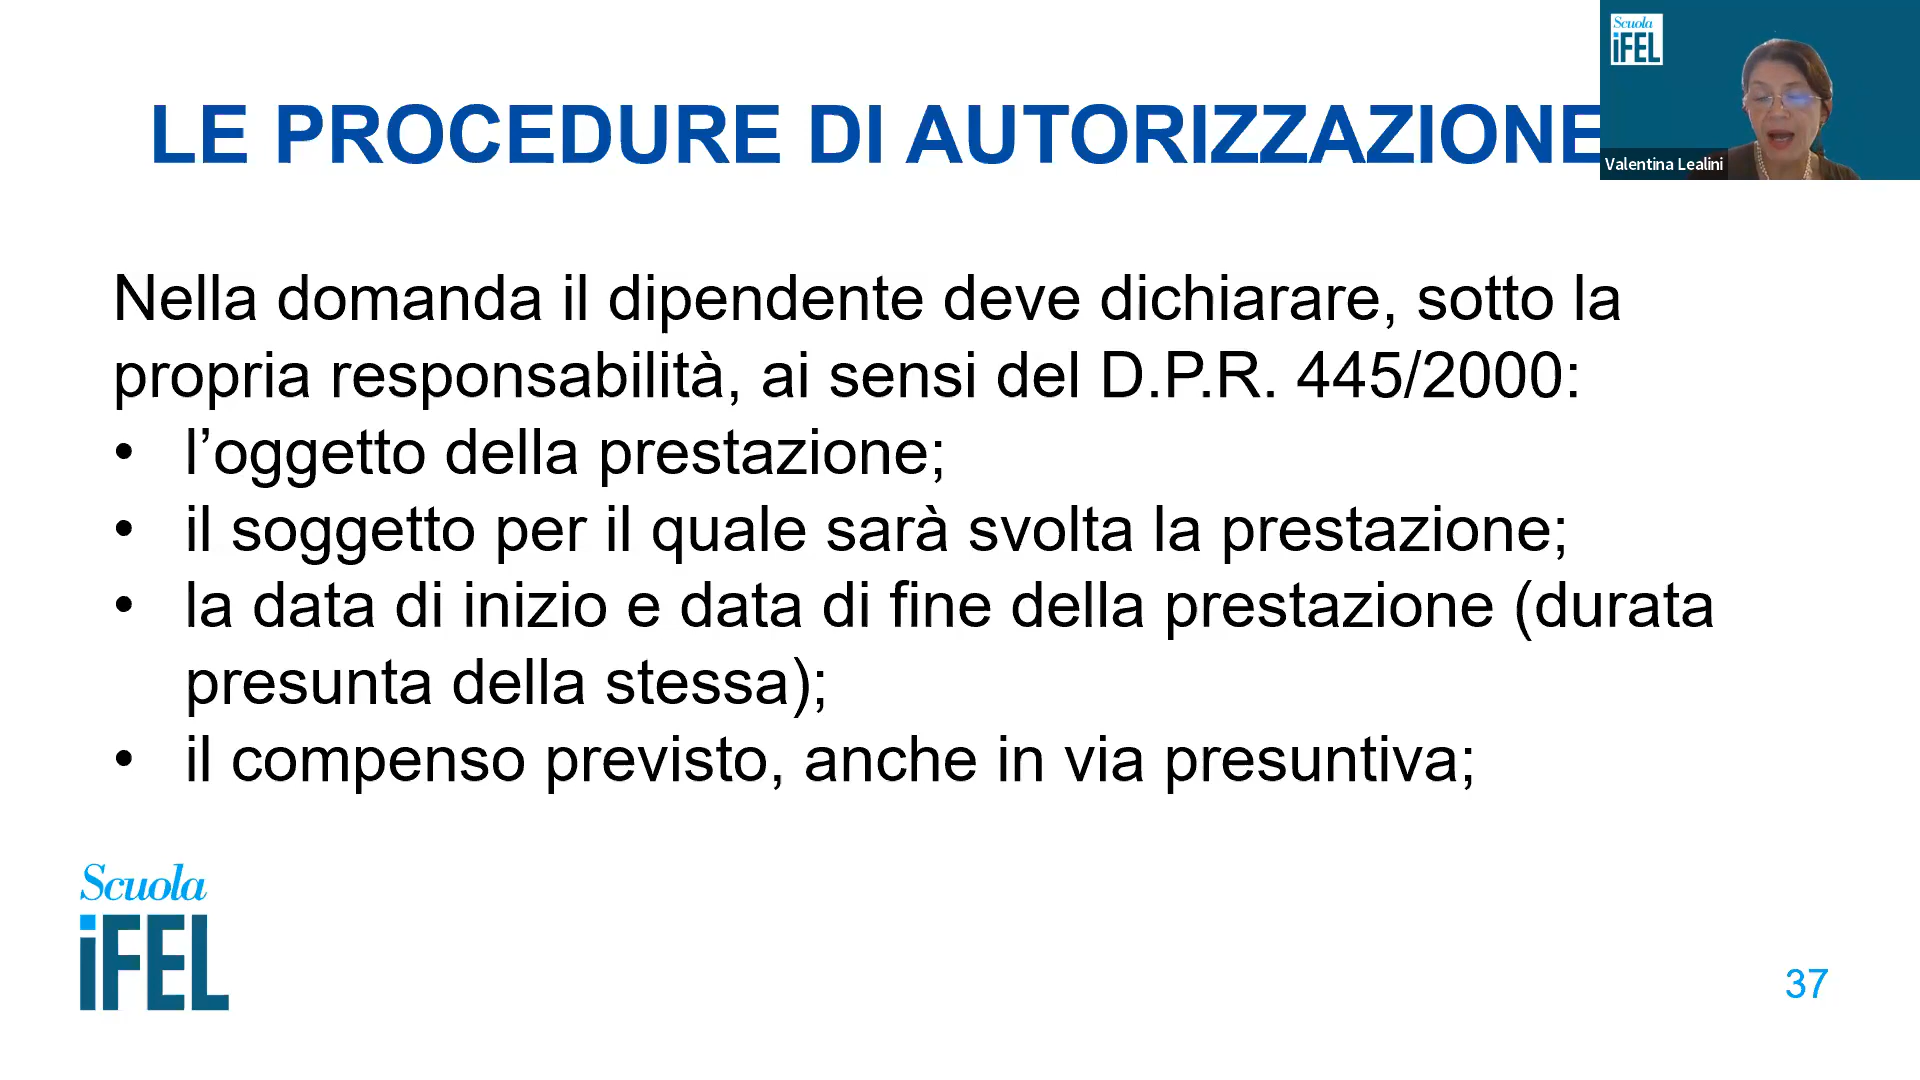 Scuola
iFEL
LE PROCEDURE DI AUTORIZZAZIONE
Valentina Lealini
Nella domanda il dipendente deve dichiarare, sotto la
propria responsabilità, ai sensi del D.P.R. 445/2000:
• l’oggetto della prestazione;
• il soggetto per il quale sarà svolta la prestazione;
• la data di inizio e data di fine della prestazione (durata
presunta della stessa);
• il compenso previsto, anche in via presuntiva;
Scuola
iFEL
37